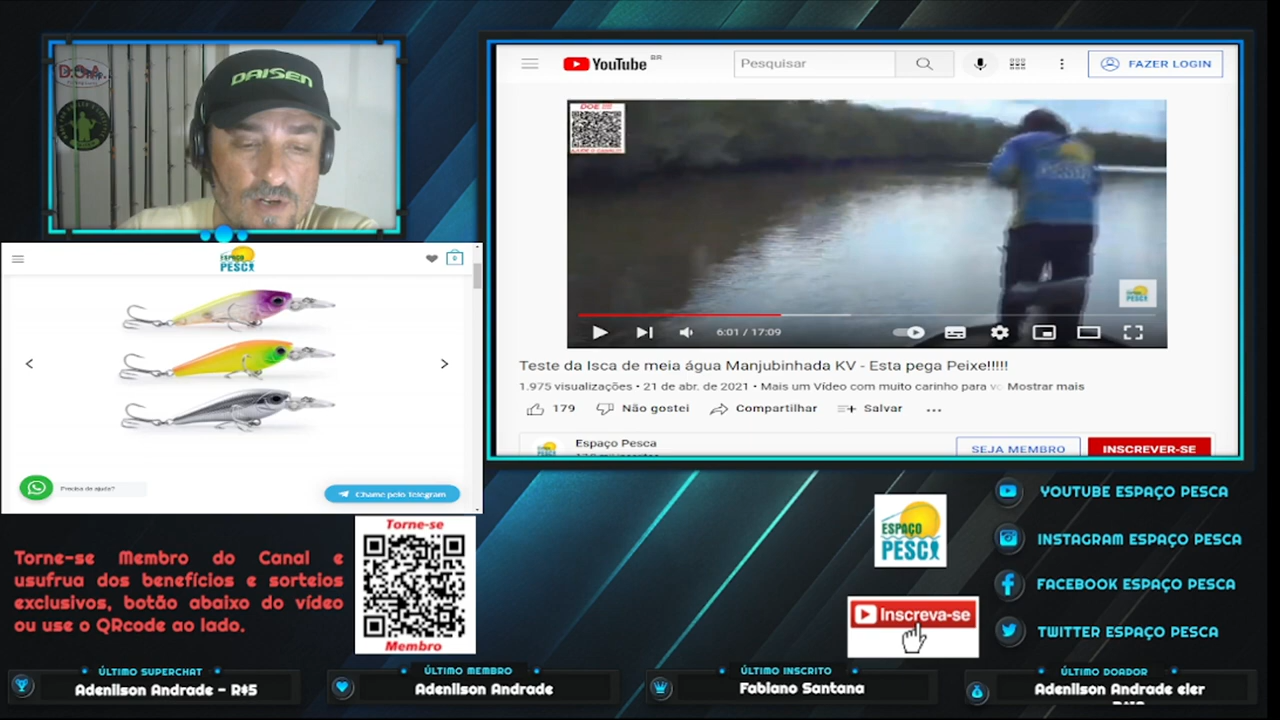 D.O.A.
DAISEN
YouTube BR
Pesquisar
FAZER LOGIN
DOE
6:01 / 17:09
Teste da Isca de meia água Manjubinhada KV - Esta pega Peixe!!!!!
1.975 visualizações • 21 de abr. de 2021 • Mais um Vídeo com muito carinho para vc Mostrar mais
179 Não gostei Compartilhar Salvar ...
Espaço Pesca
SEJA MEMBRO
INSCREVER-SE
ESPAÇO
PESCA
0
Precisa de ajuda?
Chame pelo Telegram
Torne-se Membro do Canal e
usufrua dos benefícios e sorteios
exclusivos, botão abaixo do vídeo
ou use o QRcode ao lado.
Torne-se
Membro
ESPAÇO
PESCA
Inscreva-se
YOUTUBE ESPAÇO PESCA
INSTAGRAM ESPAÇO PESCA
FACEBOOK ESPAÇO PESCA
TWITTER ESPAÇO PESCA
ÚLTIMO SUPERCHAT
Adenilson Andrade - R$5
ÚLTIMO MEMBRO
Adenilson Andrade
ÚLTIMO INSCRITO
Fabiano Santana
ÚLTIMO DOADOR
Adenilson Andrade eler